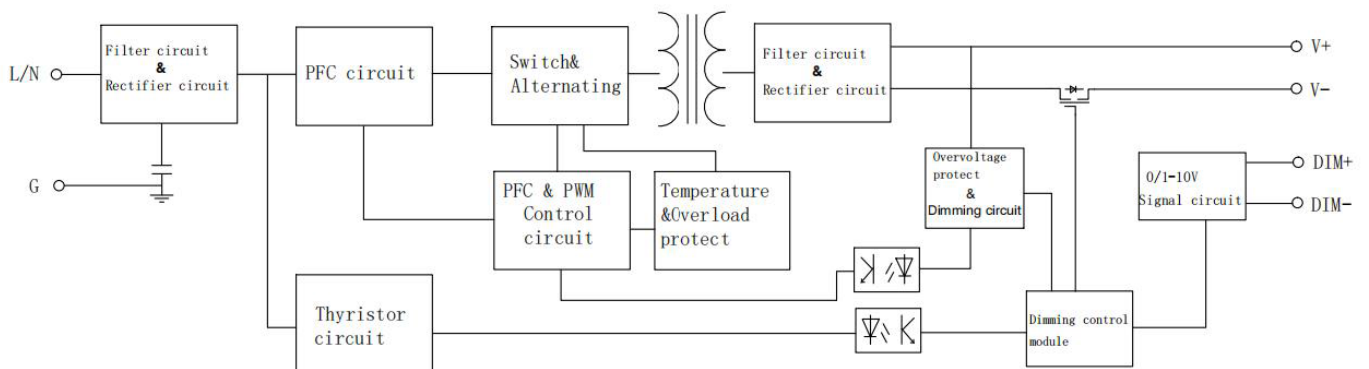 L/N
G
Filter circuit
&
Rectifier circuit
PFC circuit
Switch&
Alternating
Filter circuit
&
Rectifier circuit
V+
V-
PFC & PWM
Control
circuit
Temperature
&Overload
protect
Overvoltage
protect
&
Dimming circuit
0/1-10V
Signal circuit
DIM+
DIM-
Thyristor
circuit
Dimming control
module